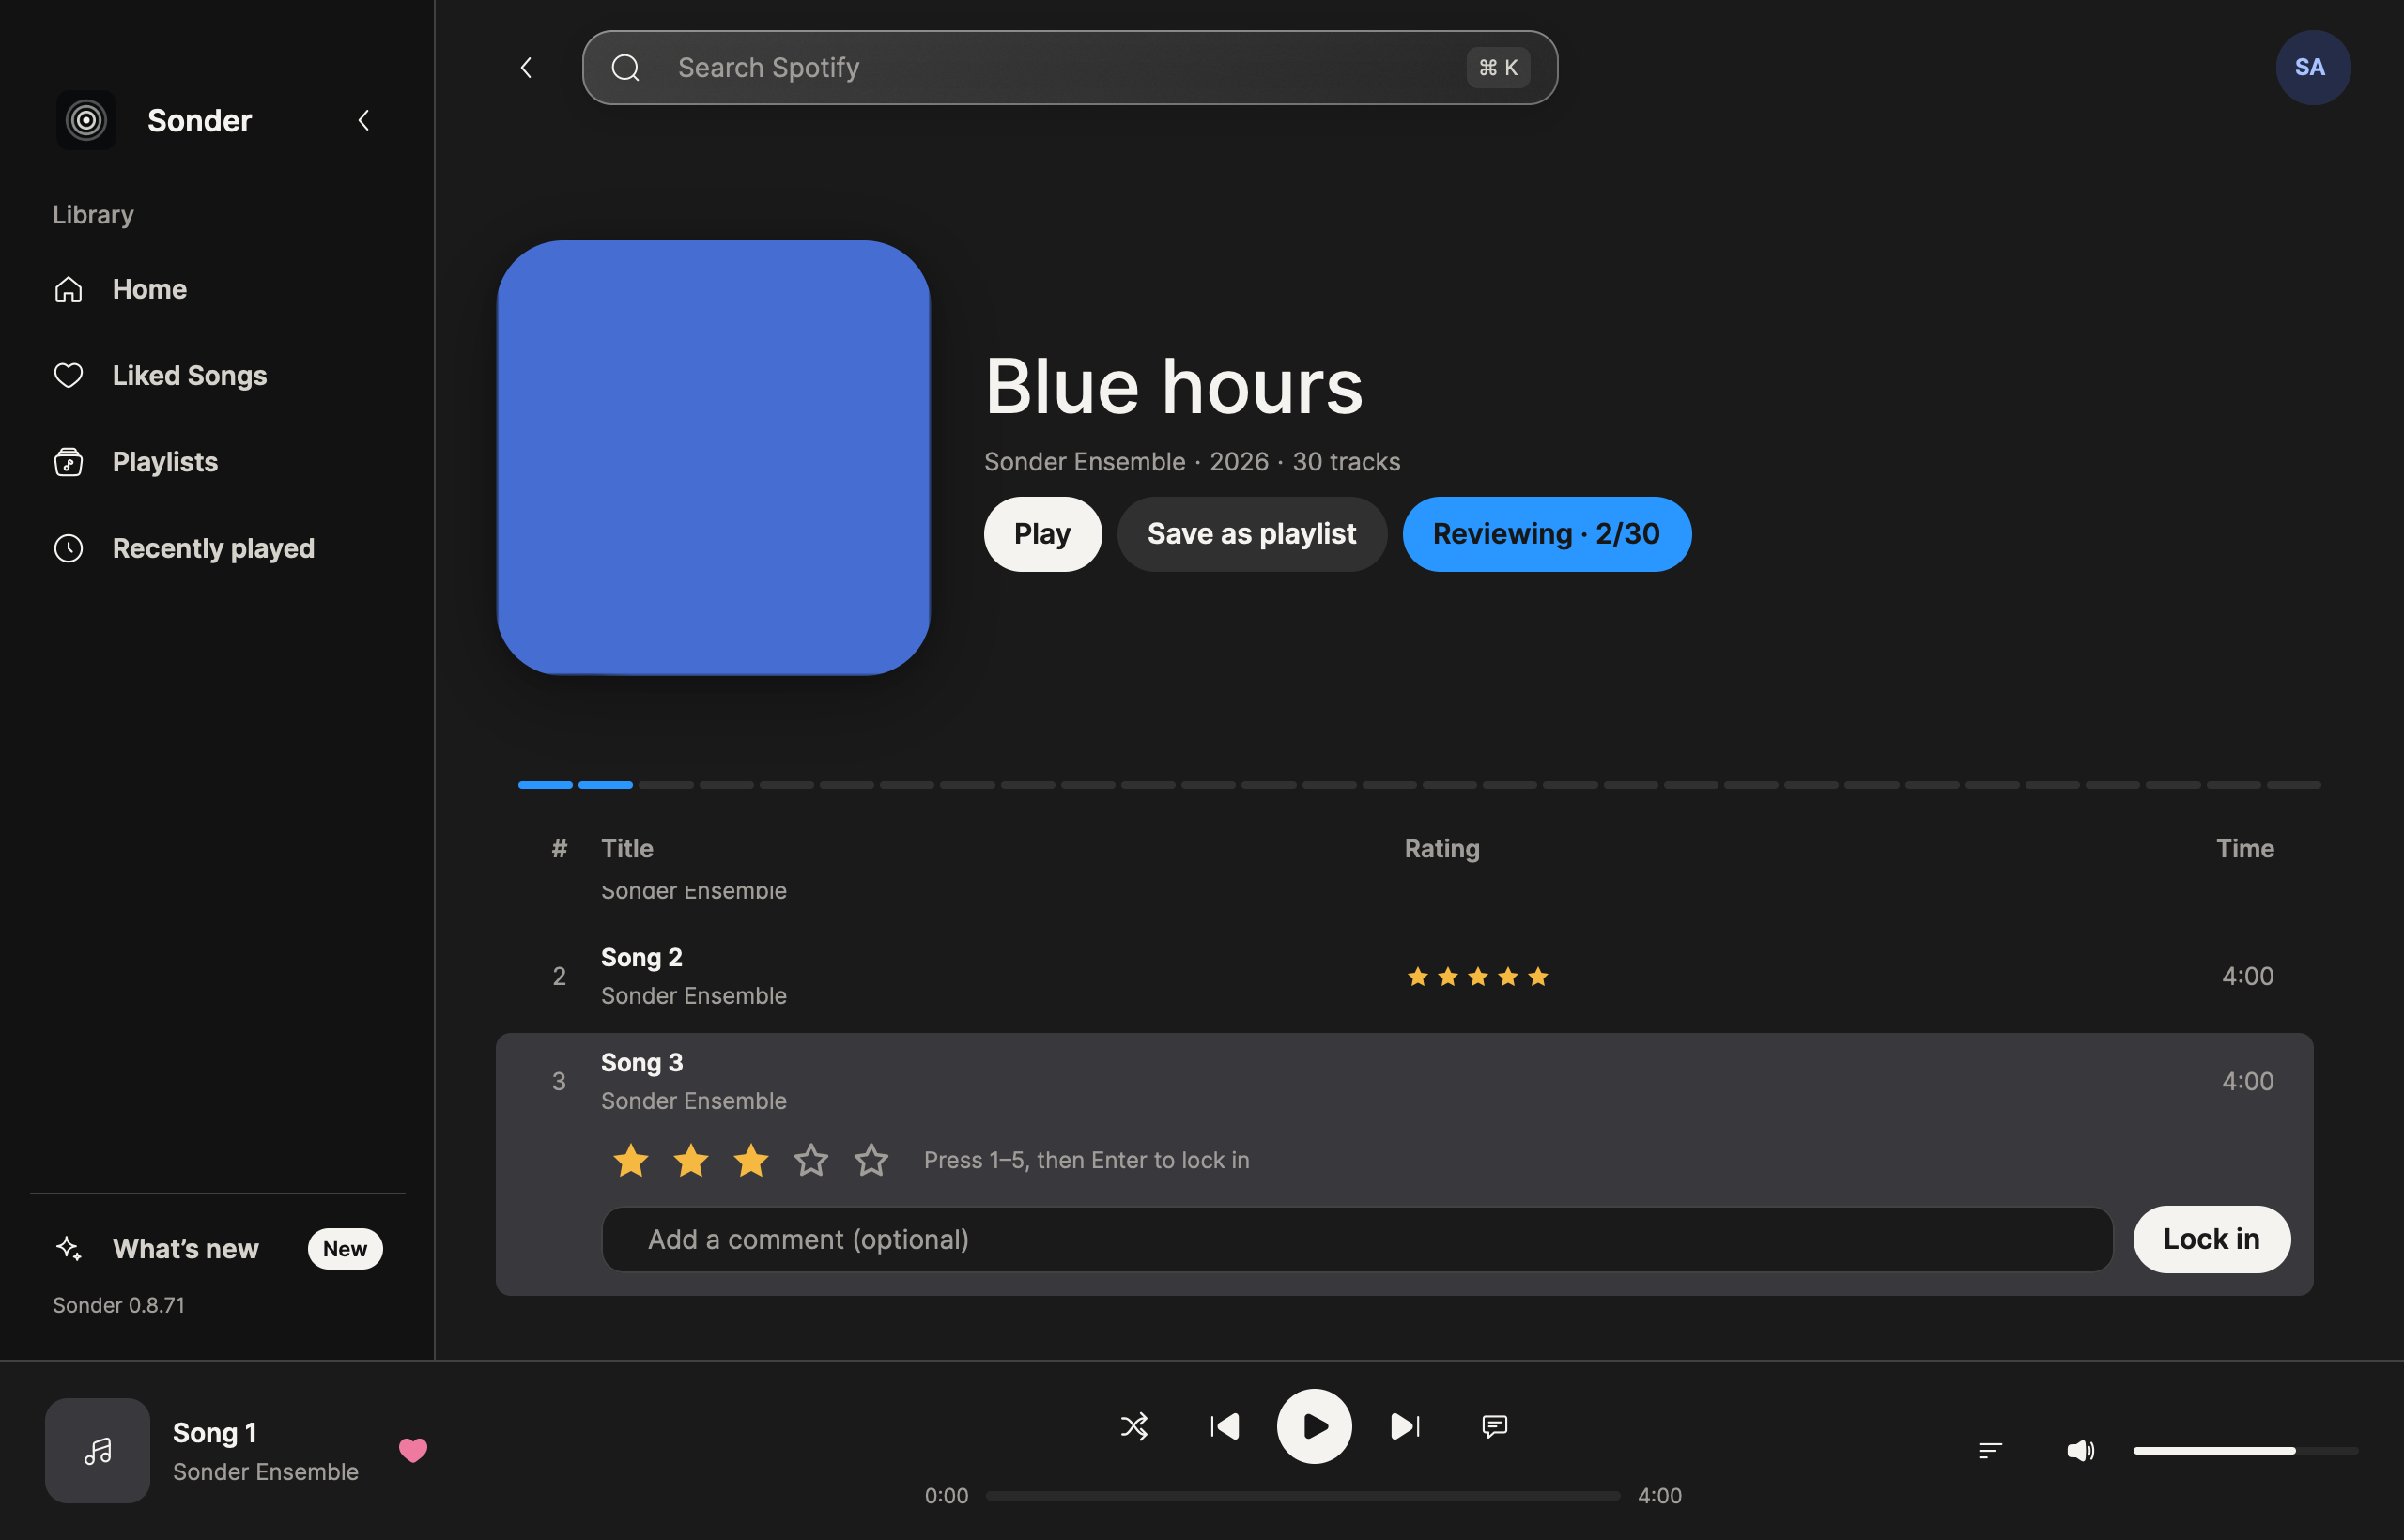 Search Spotify
⌘ K
SA
Sonder
Library
Home
Liked Songs
Playlists
Recently played
Blue hours
Sonder Ensemble · 2026 · 30 tracks
Play
Save as playlist
Reviewing · 2/30
# Title Rating Time
Sonder Ensemble
2 Song 2 4:00
Sonder Ensemble
3 Song 3 4:00
Sonder Ensemble
Press 1–5, then Enter to lock in
Add a comment (optional)
Lock in
What’s new
New
Sonder 0.8.71
Song 1
Sonder Ensemble
0:00
4:00